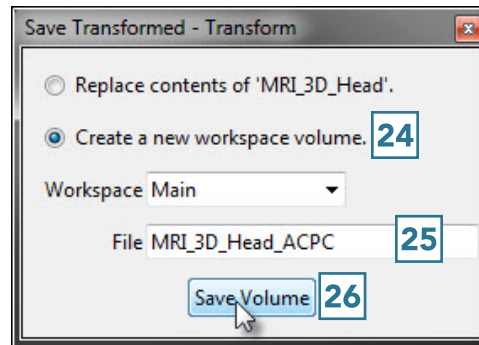 Save Transformed - Transform
x
Replace contents of 'MRI_3D_Head'.
Create a new workspace volume. 24
Workspace Main
File MRI_3D_Head_ACPC 25
Save Volume 26